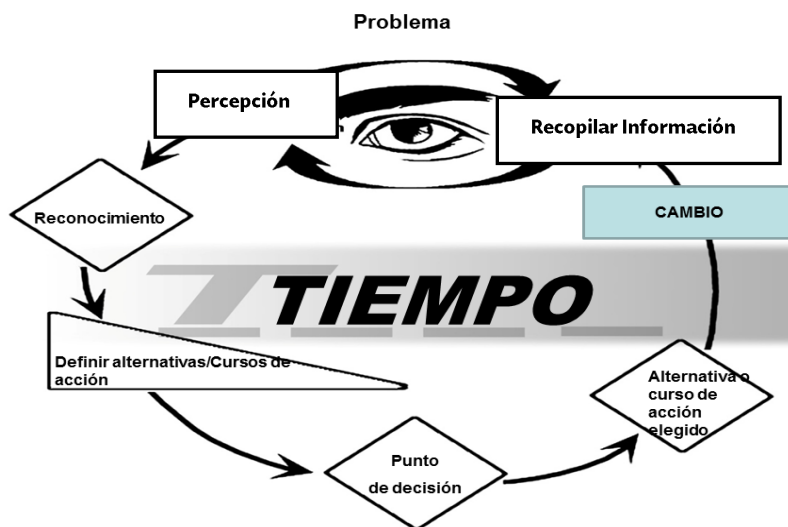 Problema
Percepción
Recopilar Información
Reconocimiento
CAMBIO
TIEMPO
Definir alternativas/Cursos de
acción
Alternativa o
curso de
acción
elegido
Punto
de decisión